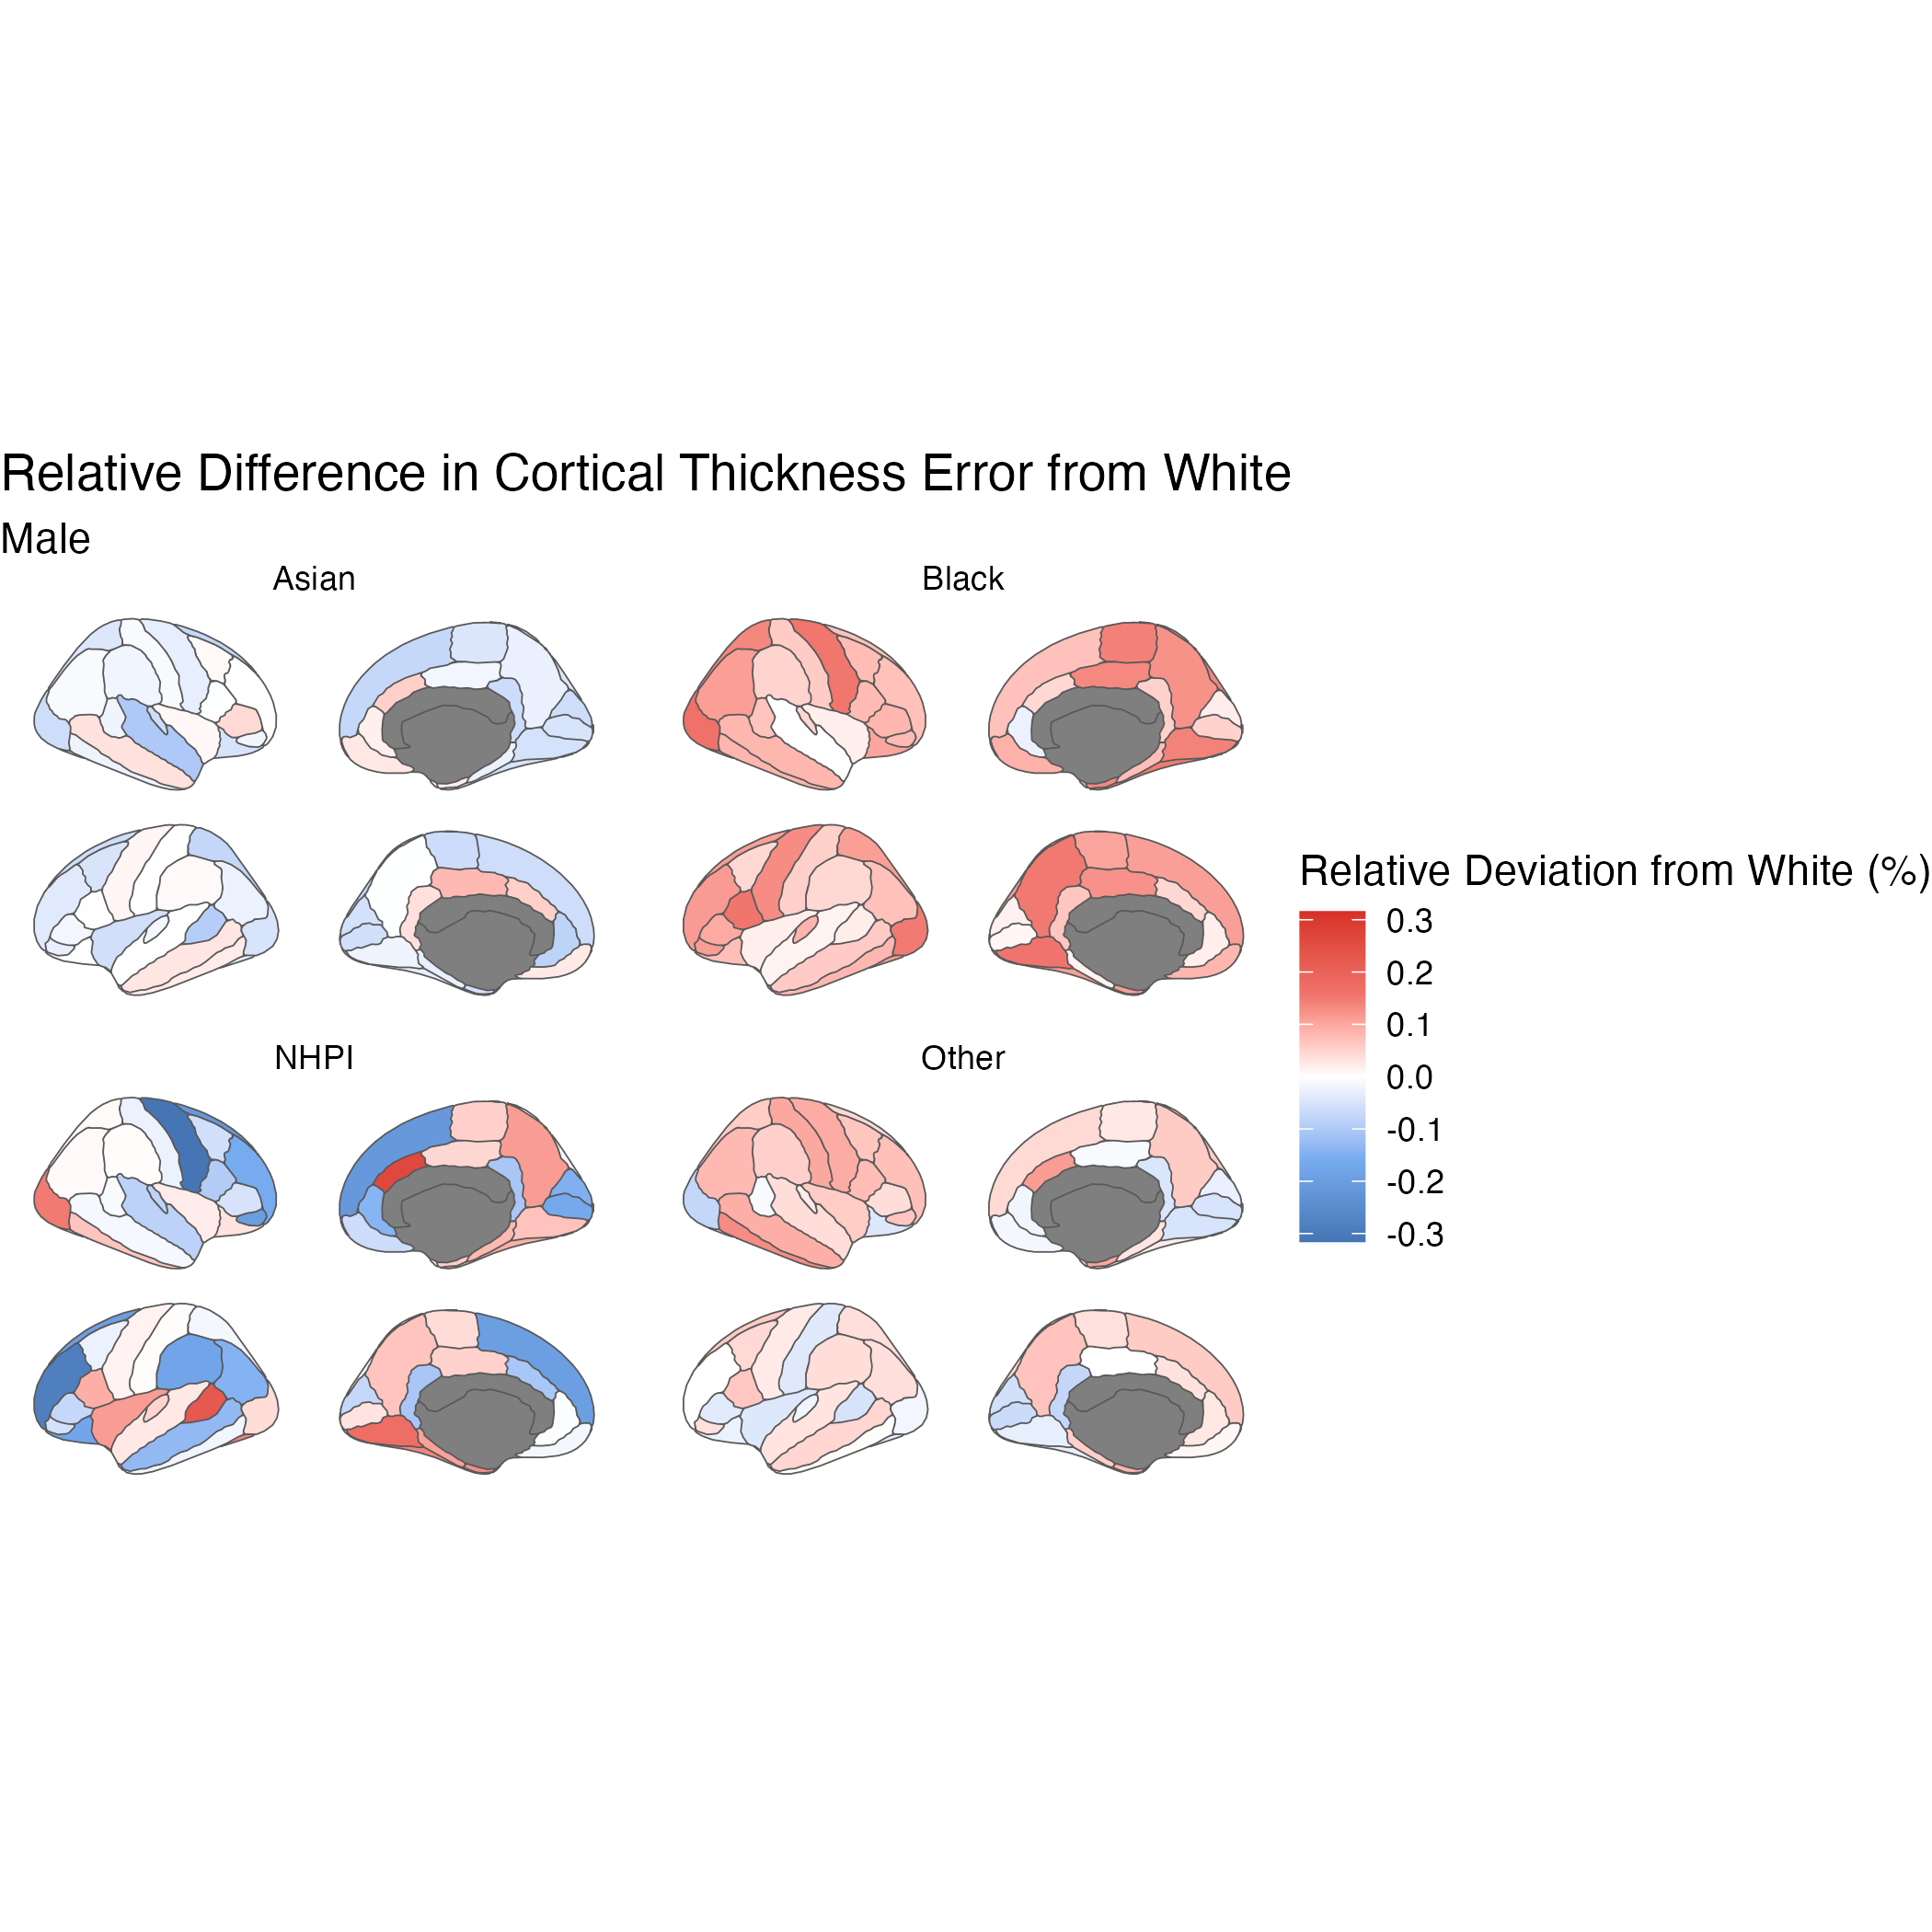 Relative Difference in Cortical Thickness Error from White
Male
Asian
Black
NHPI
Other
Relative Deviation from White (%)
0.3
0.2
0.1
0.0
-0.1
-0.2
-0.3